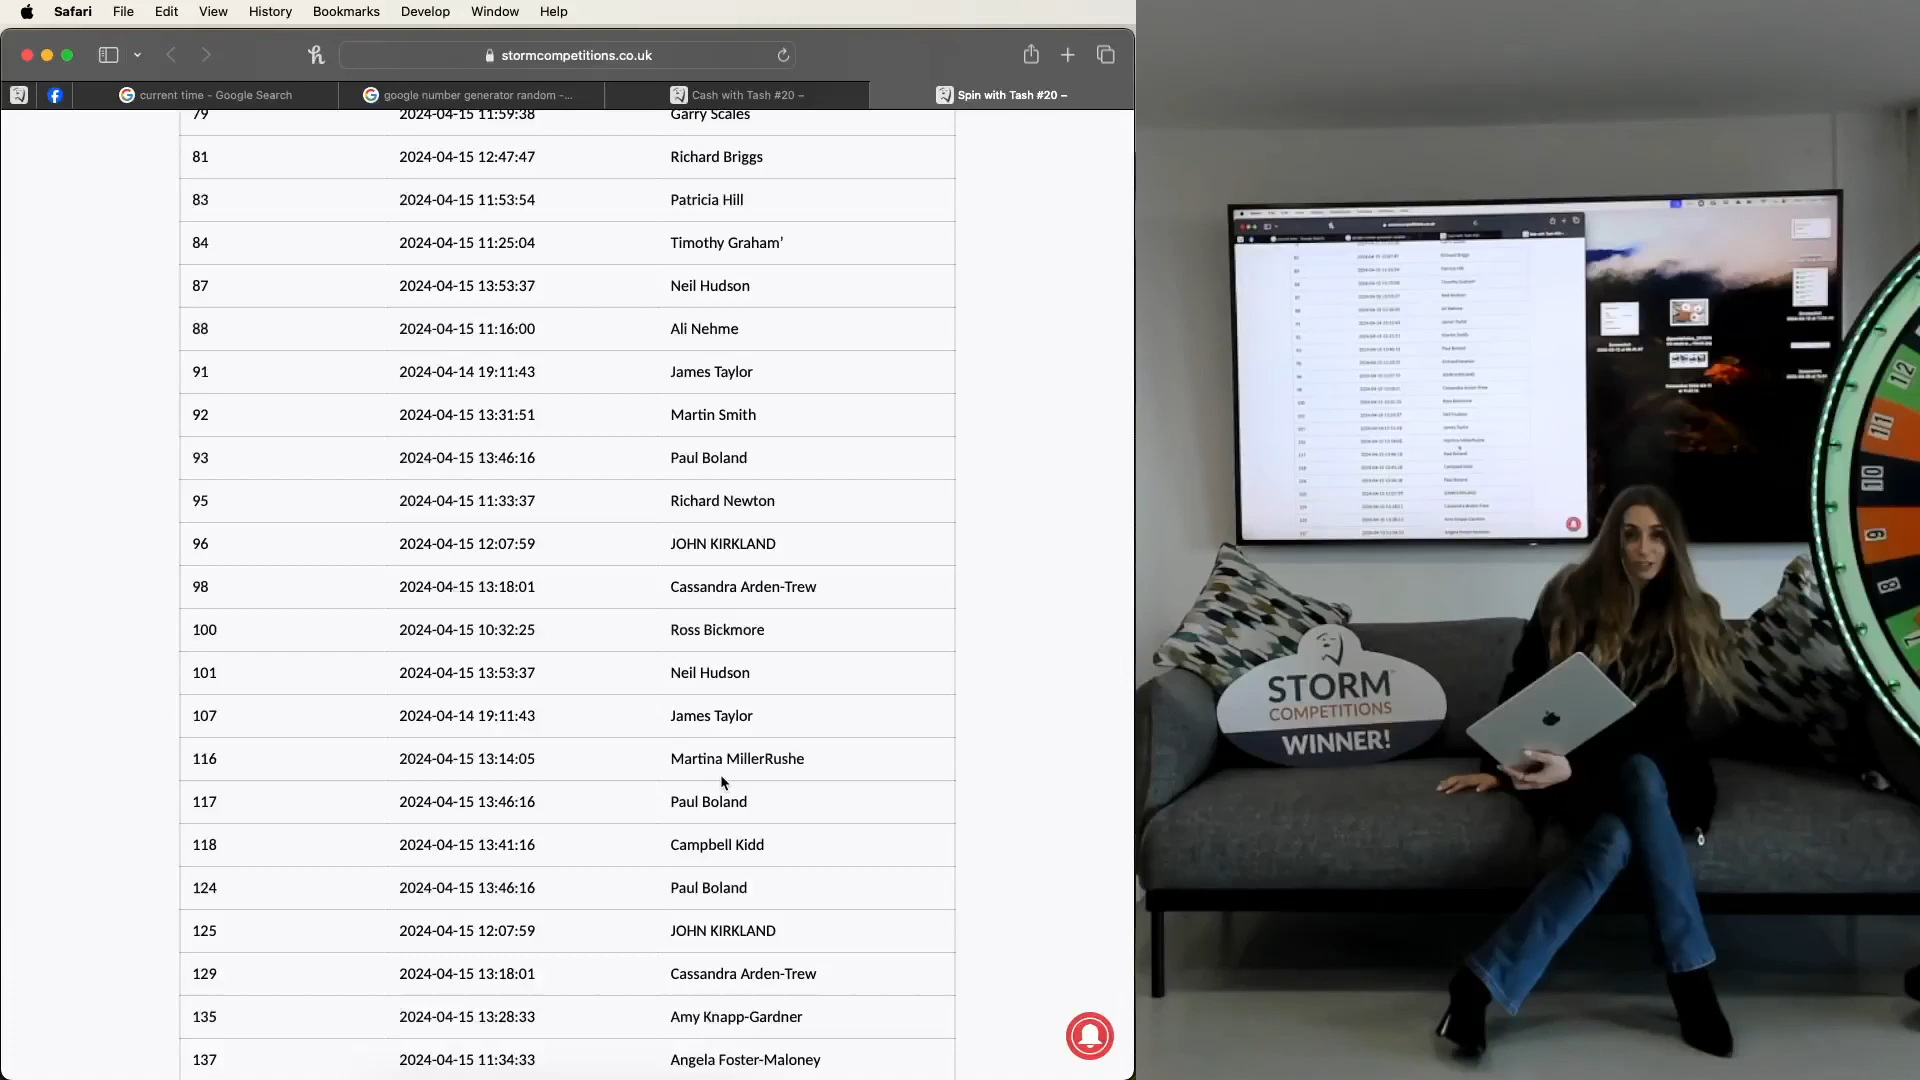 Safari File Edit View History Bookmarks Develop Window Help
stormcompetitions.co.uk
current time – Google Search
google number generator random –...
Cash with Tash #20 –
Spin with Tash #20 –
79 2024-04-15 11:59:38 Garry Scales
81 2024-04-15 12:47:47 Richard Briggs
83 2024-04-15 11:53:54 Patricia Hill
84 2024-04-15 11:25:04 Timothy Graham’
87 2024-04-15 13:53:37 Neil Hudson
88 2024-04-15 11:16:00 Ali Nehme
91 2024-04-14 19:11:43 James Taylor
92 2024-04-15 13:31:51 Martin Smith
93 2024-04-15 13:46:16 Paul Boland
95 2024-04-15 11:33:37 Richard Newton
96 2024-04-15 12:07:59 JOHN KIRKLAND
98 2024-04-15 13:18:01 Cassandra Arden-Trew
100 2024-04-15 10:32:25 Ross Bickmore
101 2024-04-15 13:53:37 Neil Hudson
107 2024-04-14 19:11:43 James Taylor
116 2024-04-15 13:14:05 Martina MillerRushe
117 2024-04-15 13:46:16 Paul Boland
118 2024-04-15 13:41:16 Campbell Kidd
124 2024-04-15 13:46:16 Paul Boland
125 2024-04-15 12:07:59 JOHN KIRKLAND
129 2024-04-15 13:18:01 Cassandra Arden-Trew
135 2024-04-15 13:28:33 Amy Knapp-Gardner
137 2024-04-15 11:34:33 Angela Foster-Maloney
STORM™
COMPETITIONS
WINNER!
12
11
10
9
8